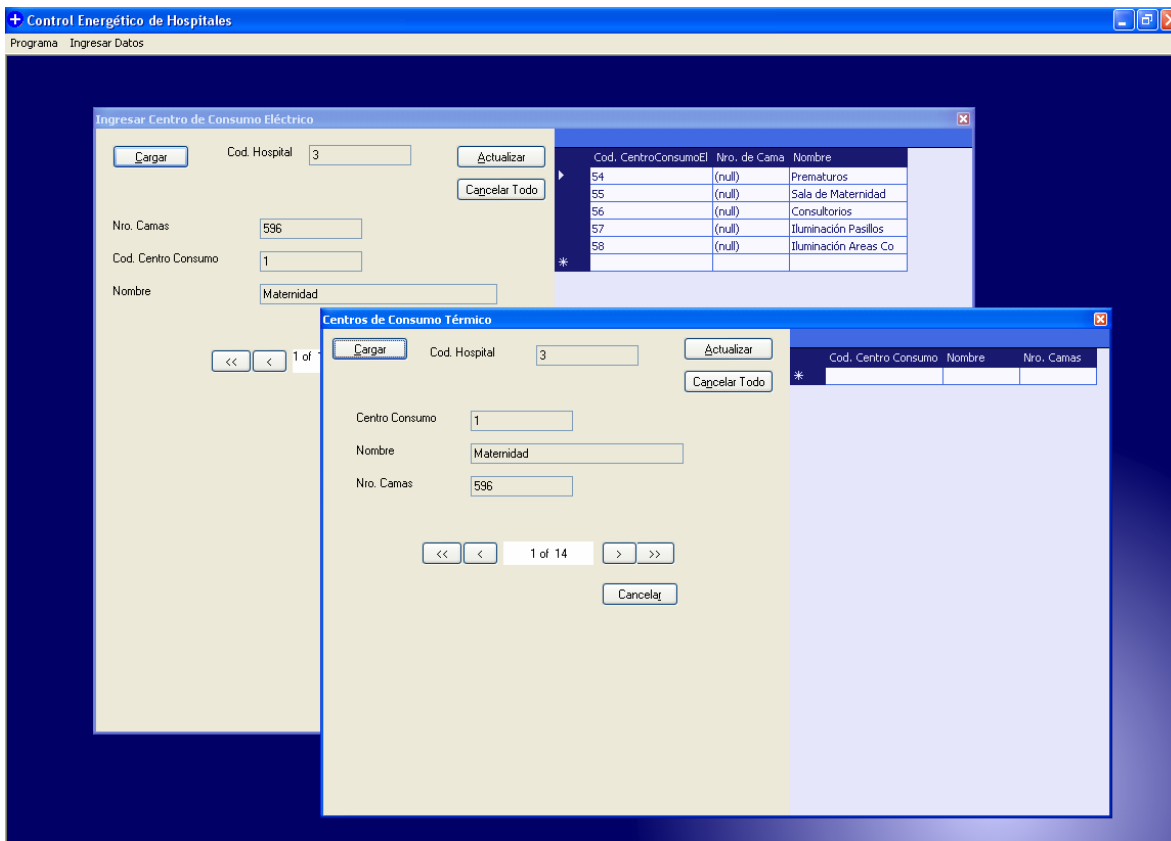 Control Energético de Hospitales
Programa Ingresar Datos
Ingresar Centro de Consumo Eléctrico
Cargar Cod. Hospital 3 Actualizar
Cancelar Todo
Nro. Camas 596
Cod. Centro Consumo 1
Nombre Maternidad
<< < 1 of
Cod. CentroConsumoEl Nro. de Cama Nombre
54 (null) Prematuros
55 (null) Sala de Maternidad
56 (null) Consultorios
57 (null) Iluminación Pasillos
58 (null) Iluminación Areas Co
*
Centros de Consumo Térmico
Cargar Cod. Hospital 3 Actualizar
Cancelar Todo
Centro Consumo 1
Nombre Maternidad
Nro. Camas 596
<< < 1 of 14 > >>
Cancelar
Cod. Centro Consumo Nombre Nro. Camas
*